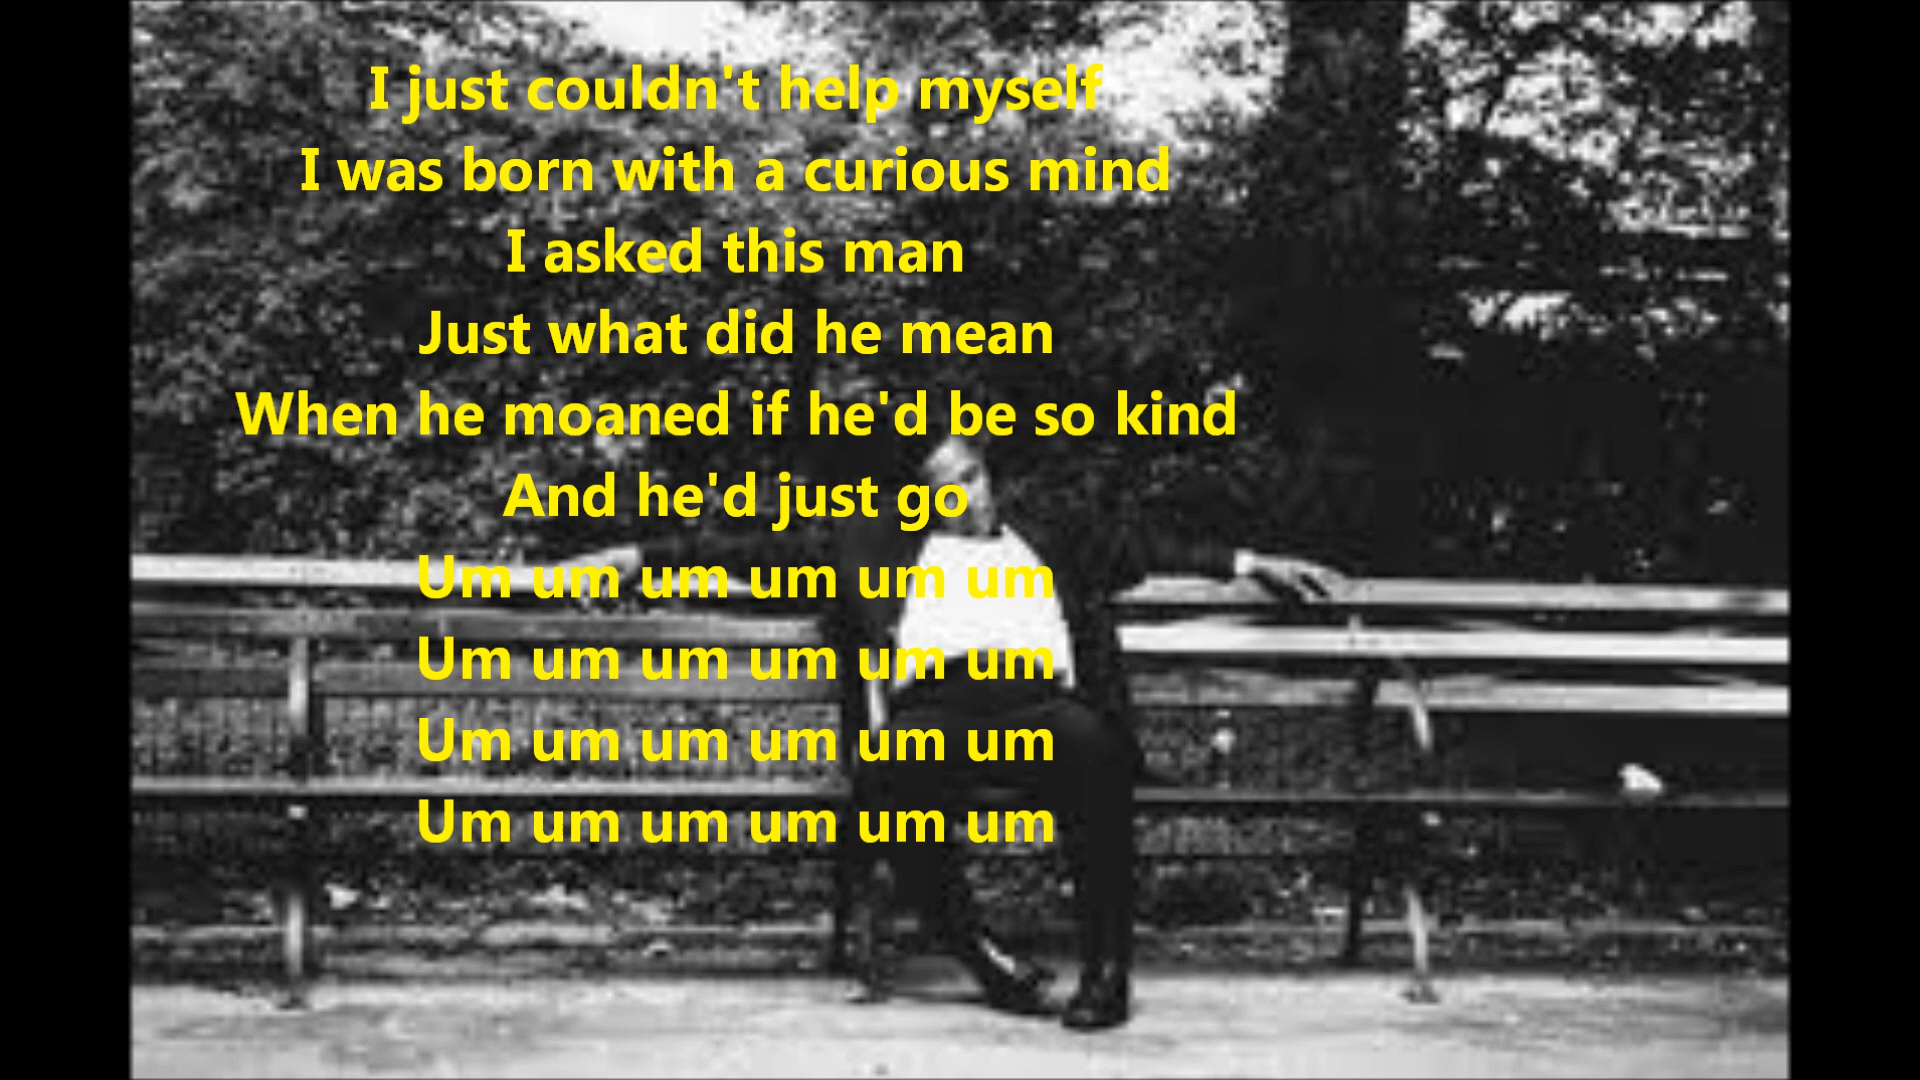 I just couldn't help myself
I was born with a curious mind
I asked this man
Just what did he mean
When he moaned if he'd be so kind
And he'd just go
Um um um um um um
Um um um um um um
Um um um um um um
Um um um um um um